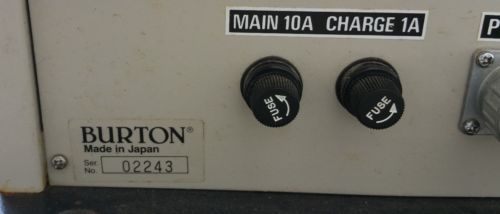 MAIN 10A CHARGE 1A
P
FUSE
FUSE
BURTON®
Made in Japan
Ser. No. 02243